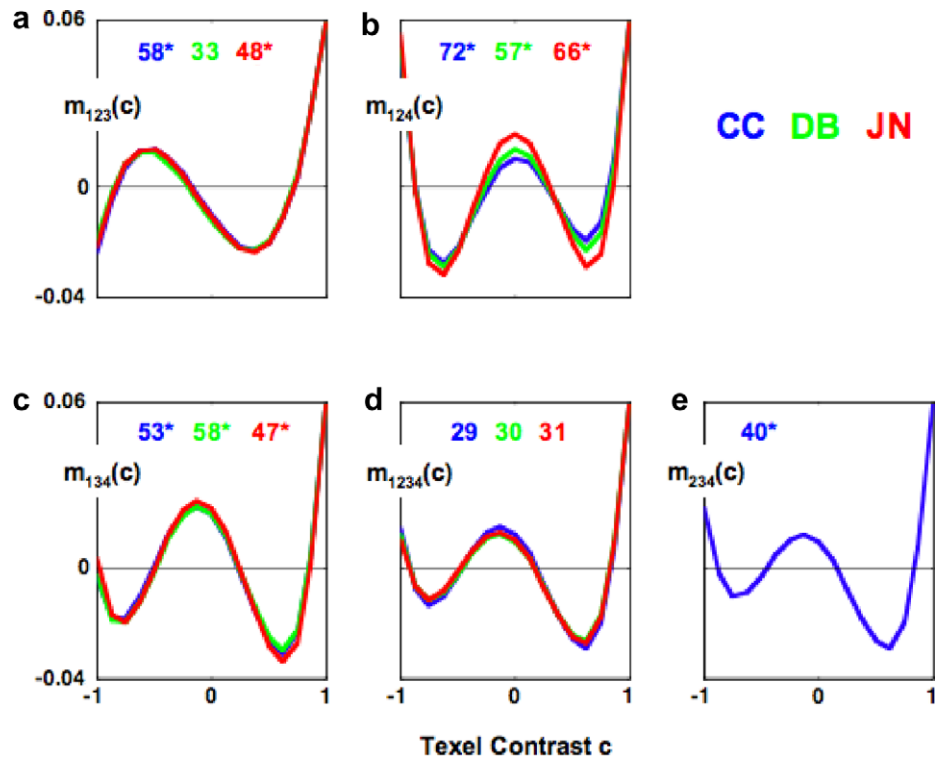 a 0.06 58* 33 48*
m123(c)
0
-0.04
b 72* 57* 66*
m124(c)
CC DB JN
c 0.06 53* 58* 47*
m134(c)
0
-0.04
-1 0 1
d 29 30 31
m1234(c)
-1 0 1
e 40*
m234(c)
-1 0 1
Texel Contrast c